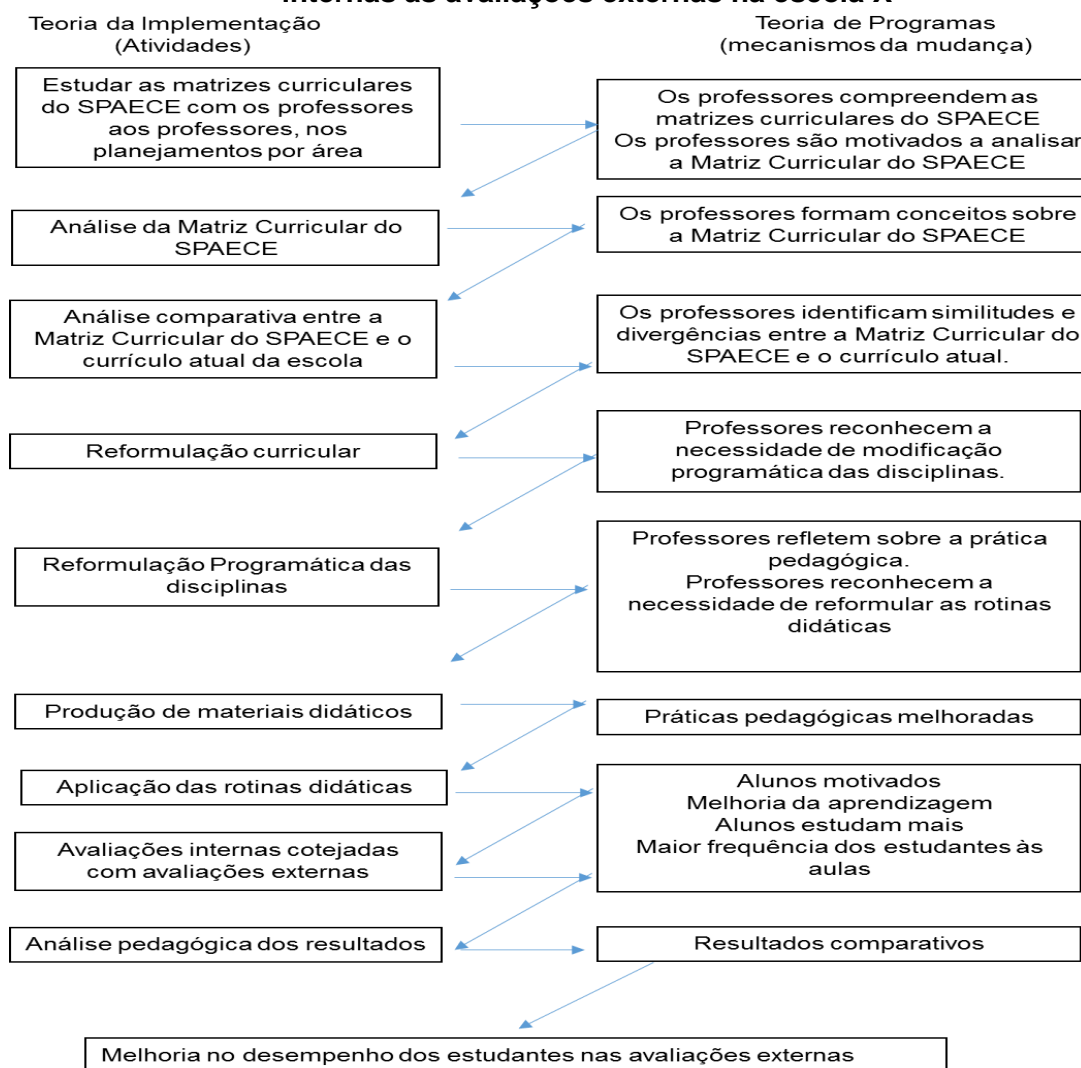 internas às avaliações externas na escola X
Teoria da Implementação
(Atividades)
Teoria de Programas
(mecanismos da mudança)
Estudar as matrizes curriculares
do SPAECE com os professores
aos professores, nos
planejamentos por área
Os professores compreendem as
matrizes curriculares do SPAECE
Os professores são motivados a analisar
a Matriz Curricular do SPAECE
Análise da Matriz Curricular do
SPAECE
Os professores formam conceitos sobre
a Matriz Curricular do SPAECE
Análise comparativa entre a
Matriz Curricular do SPAECE e o
currículo atual da escola
Os professores identificam similitudes e
divergências entre a Matriz Curricular do
SPAECE e o currículo atual.
Reformulação curricular
Professores reconhecem a
necessidade de modificação
programática das disciplinas.
Reformulação Programática das
disciplinas
Professores refletem sobre a prática
pedagógica.
Professores reconhecem a
necessidade de reformular as rotinas
didáticas
Produção de materiais didáticos
Práticas pedagógicas melhoradas
Aplicação das rotinas didáticas
Alunos motivados
Melhoria da aprendizagem
Alunos estudam mais
Maior frequência dos estudantes às
aulas
Avaliações internas cotejadas
com avaliações externas
Análise pedagógica dos resultados
Resultados comparativos
Melhoria no desempenho dos estudantes nas avaliações externas